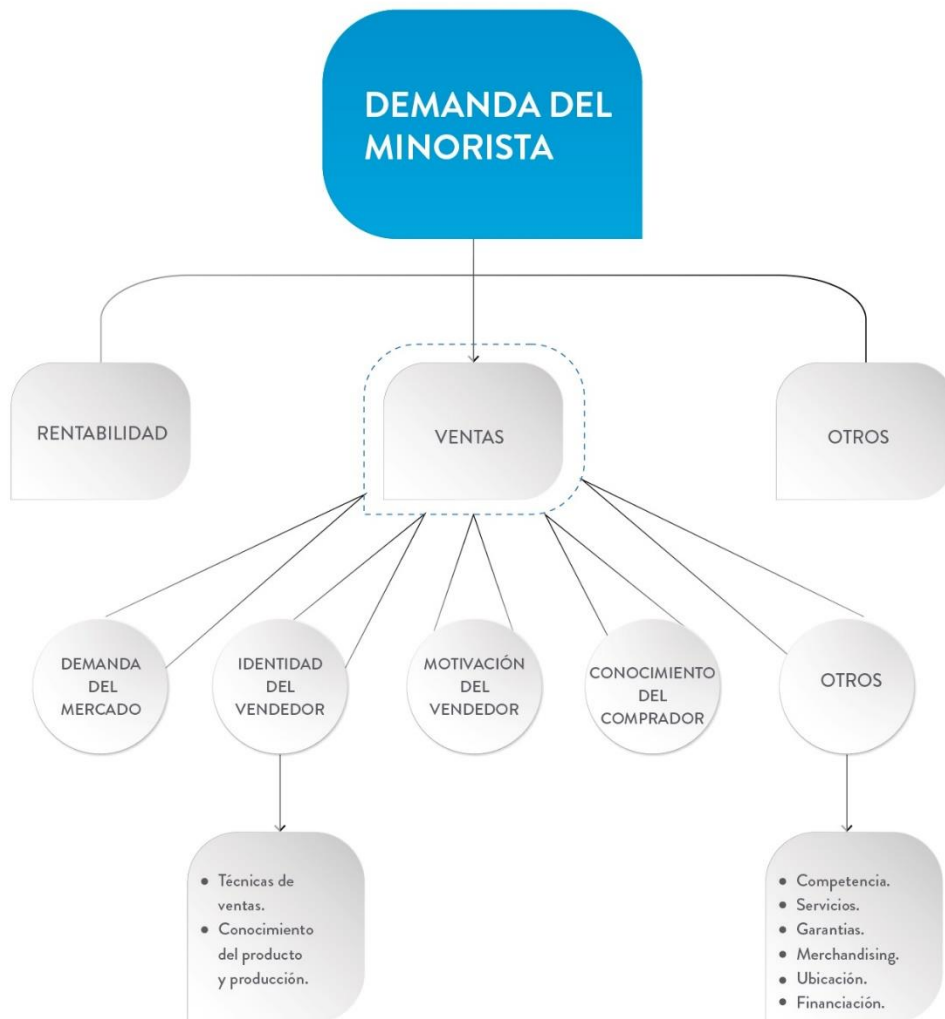 DEMANDA DEL
MINORISTA
RENTABILIDAD
VENTAS
OTROS
DEMANDA
DEL
MERCADO
IDENTIDAD
DEL
VENDEDOR
MOTIVACIÓN
DEL
VENDEDOR
CONOCIMIENTO
DEL
COMPRADOR
OTROS
• Técnicas de
ventas.
• Conocimiento
del producto
y producción.
• Competencia.
• Servicios.
• Garantias.
• Merchandising.
• Ubicación.
• Financiación.